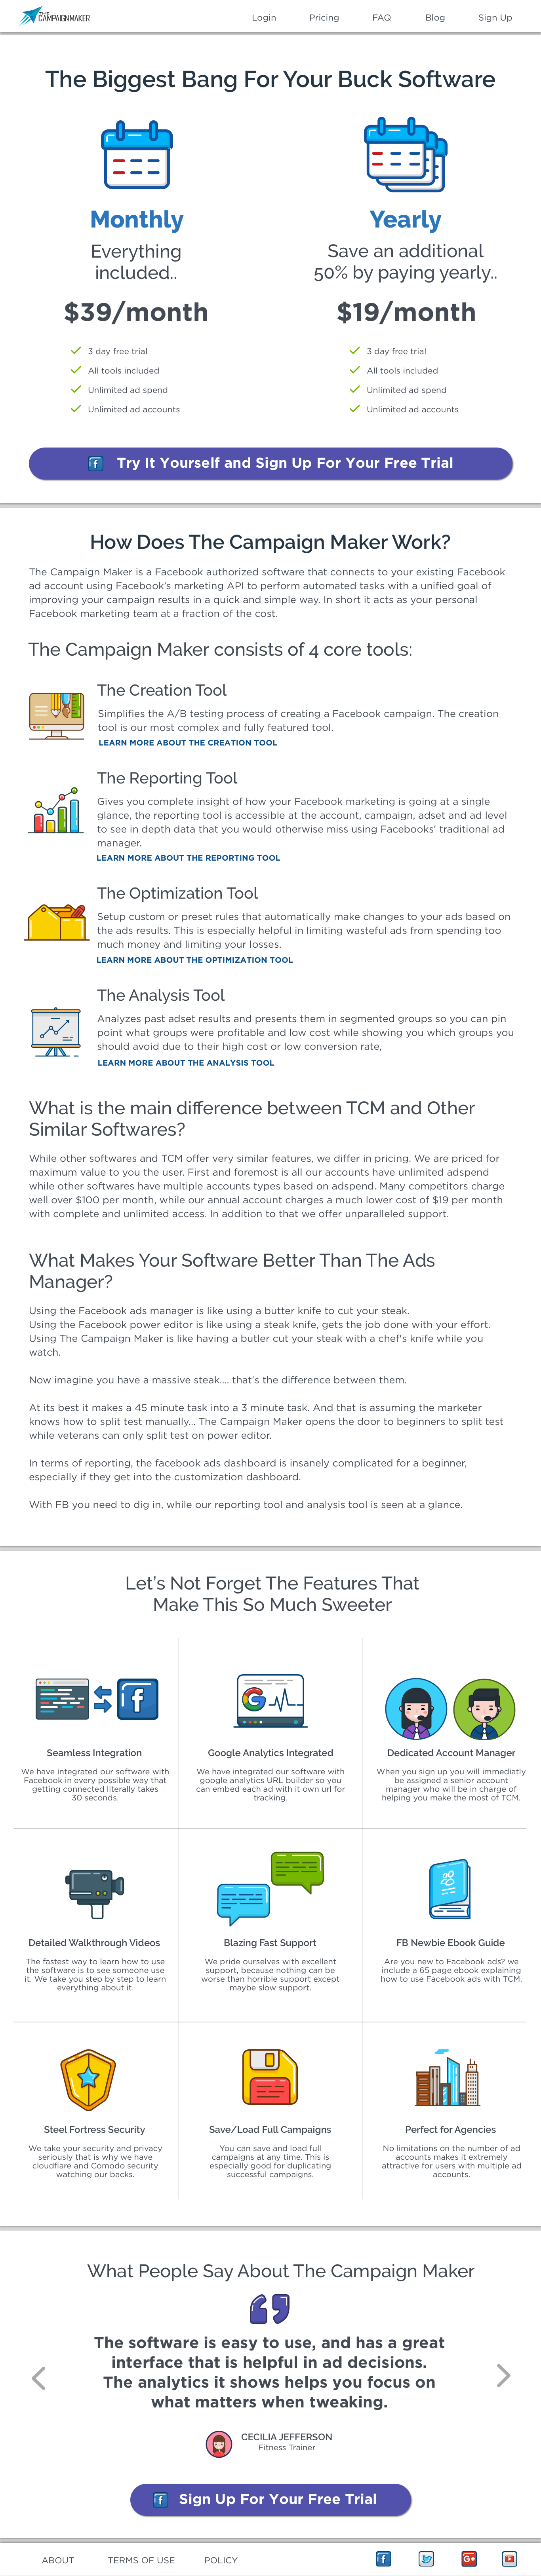 THE
CAMPAIGNMAKER
Login Pricing FAQ Blog Sign Up
The Biggest Bang For Your Buck Software
Monthly
Everything
included..
$39/month
3 day free trial
All tools included
Unlimited ad spend
Unlimited ad accounts
Yearly
Save an additional
50% by paying yearly..
$19/month
3 day free trial
All tools included
Unlimited ad spend
Unlimited ad accounts
f Try It Yourself and Sign Up For Your Free Trial
How Does The Campaign Maker Work?
The Campaign Maker is a Facebook authorized software that connects to your existing Facebook
ad account using Facebook's marketing API to perform automated tasks with a unified goal of
improving your campaign results in a quick and simple way. In short it acts as your personal
Facebook marketing team at a fraction of the cost.
The Campaign Maker consists of 4 core tools:
The Creation Tool
Simplifies the A/B testing process of creating a Facebook campaign. The creation
tool is our most complex and fully featured tool.
LEARN MORE ABOUT THE CREATION TOOL
The Reporting Tool
Gives you complete insight of how your Facebook marketing is going at a single
glance, the reporting tool is accessible at the account, campaign, adset and ad level
to see in depth data that you would otherwise miss using Facebooks' traditional ad
manager.
LEARN MORE ABOUT THE REPORTING TOOL
The Optimization Tool
Setup custom or preset rules that automatically make changes to your ads based on
the ads results. This is especially helpful in limiting wasteful ads from spending too
much money and limiting your losses.
LEARN MORE ABOUT THE OPTIMIZATION TOOL
The Analysis Tool
Analyzes past adset results and presents them in segmented groups so you can pin
point what groups were profitable and low cost while showing you which groups you
should avoid due to their high cost or low conversion rate,
LEARN MORE ABOUT THE ANALYSIS TOOL
What is the main difference between TCM and Other
Similar Softwares?
While other softwares and TCM offer very similar features, we differ in pricing. We are priced for
maximum value to you the user. First and foremost is all our accounts have unlimited adspend
while other softwares have multiple accounts types based on adspend. Many competitors charge
well over $100 per month, while our annual account charges a much lower cost of $19 per month
with complete and unlimited access. In addition to that we offer unparalleled support.
What Makes Your Software Better Than The Ads
Manager?
Using the Facebook ads manager is like using a butter knife to cut your steak.
Using the Facebook power editor is like using a steak knife, gets the job done with your effort.
Using The Campaign Maker is like having a butler cut your steak with a chef's knife while you
watch.
Now imagine you have a massive steak.... that's the difference between them.
At its best it makes a 45 minute task into a 3 minute task. And that is assuming the marketer
knows how to split test manually... The Campaign Maker opens the door to beginners to split test
while veterans can only split test on power editor.
In terms of reporting, the facebook ads dashboard is insanely complicated for a beginner,
especially if they get into the customization dashboard.
With FB you need to dig in, while our reporting tool and analysis tool is seen at a glance.
Let's Not Forget The Features That
Make This So Much Sweeter
f
Seamless Integration
We have integrated our software with
Facebook in every possible way that
getting connected literally takes
30 seconds.
G
Google Analytics Integrated
We have integrated our software with
google analytics URL builder so you
can embed each ad with it own url for
tracking.
Dedicated Account Manager
When you sign up you will immediatly
be assigned a senior account
manager who will be in charge of
helping you make the most of TCM.
Detailed Walkthrough Videos
The fastest way to learn how to use
the software is to see someone use
it. We take you step by step to learn
everything about it.
Blazing Fast Support
We pride ourselves with excellent
support, because nothing can be
worse than horrible support except
maybe slow support.
FB Newbie Ebook Guide
Are you new to Facebook ads? we
include a 65 page ebook explaining
how to use Facebook ads with TCM.
Steel Fortress Security
We take your security and privacy
seriously that is why we have
cloudflare and Comodo security
watching our backs.
Save/Load Full Campaigns
You can save and load full
campaigns at any time. This is
especially good for duplicating
successful campaigns.
Perfect for Agencies
No limitations on the number of ad
accounts makes it extremely
attractive for users with multiple ad
accounts.
What People Say About The Campaign Maker
The software is easy to use, and has a great
interface that is helpful in ad decisions.
The analytics it shows helps you focus on
what matters when tweaking.
CECILIA JEFFERSON
Fitness Trainer
f Sign Up For Your Free Trial
ABOUT TERMS OF USE POLICY f G+